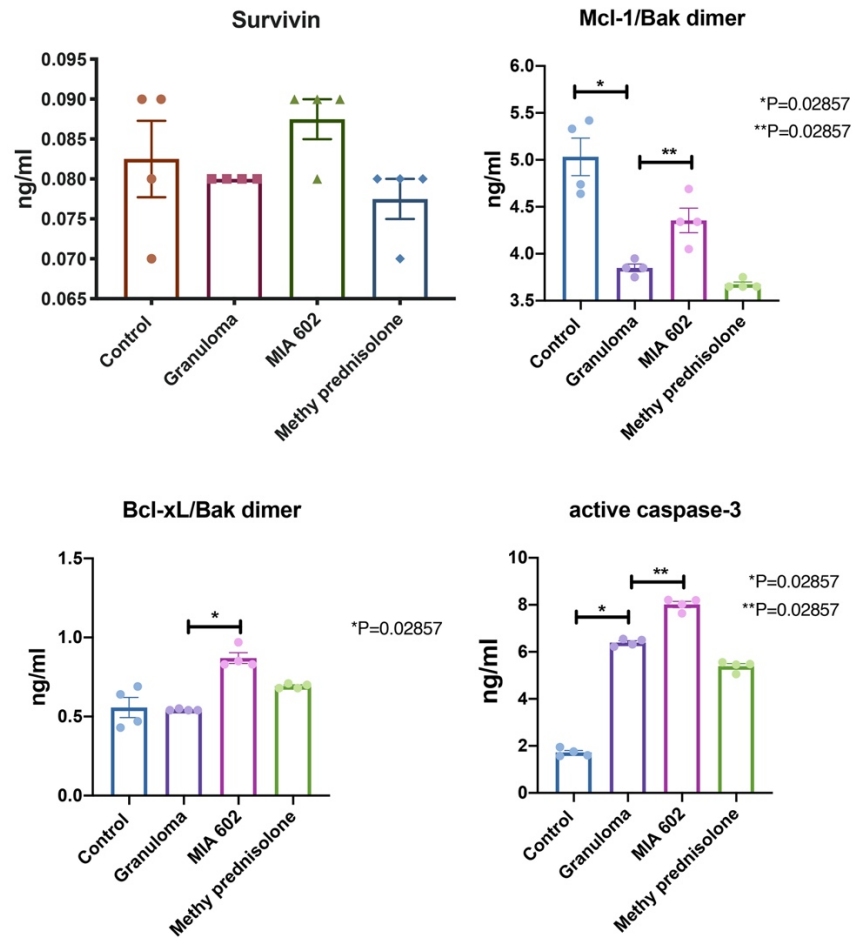 Survivin
ng/ml
0.095
0.090
0.085
0.080
0.075
0.070
0.065
Control
Granuloma
MIA 602
Methy prednisolone
Mcl-1/Bak dimer
ng/ml
6.0
5.5
5.0
4.5
4.0
3.5
*
**
*P=0.02857
**P=0.02857
Control
Granuloma
MIA 602
Methy prednisolone
Bcl-xL/Bak dimer
ng/ml
1.5
1.0
0.5
0.0
*
*P=0.02857
Control
Granuloma
MIA 602
Methy prednisolone
active caspase-3
ng/ml
10
8
6
4
2
0
*
**
*P=0.02857
**P=0.02857
Control
Granuloma
MIA 602
Methy prednisolone